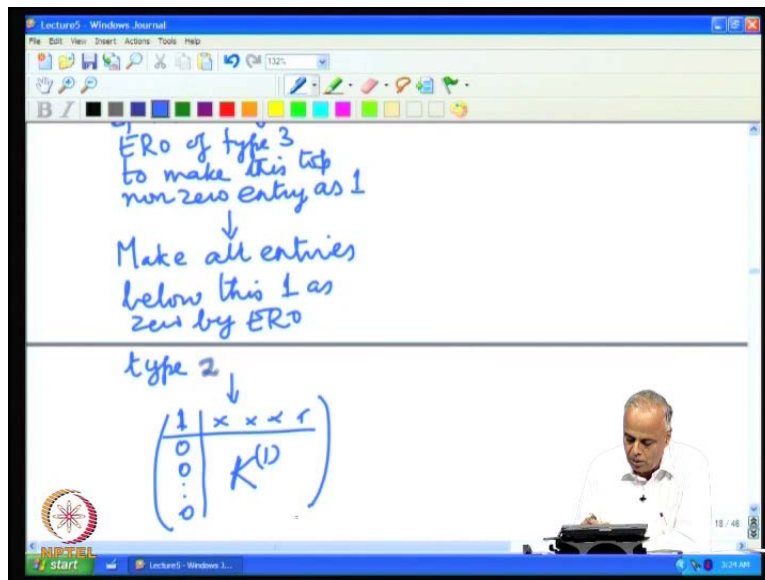 Lecture5 - Windows Journal
File Edit View Insert Actions Tools Help
132%
B I
ERO of type 3
to make this top
non zero entry as 1
↓
Make all entries
below this 1 as
zero by ERO
type 2
↓
1 x x x
0
0 K^(1)
⋮
0
18 / 46
NPTEL
start Lecture5 - Windows J... 3:24 AM